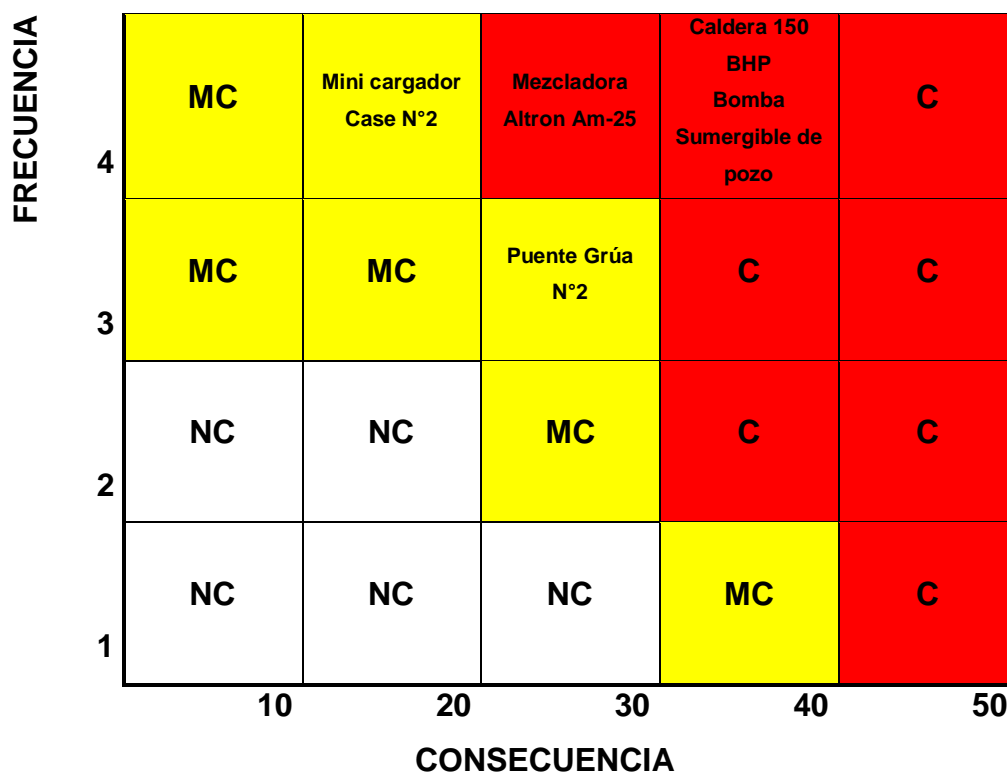 FRECUENCIA
4
MC
Mini cargador
Case N°2
Mezcladora
Altron Am-25
Caldera 150
BHP
Bomba
Sumergible de
pozo
C
3
MC
MC
Puente Grúa
N°2
C
C
2
NC
NC
MC
C
C
1
NC
NC
NC
MC
C
10 20 30 40 50
CONSECUENCIA